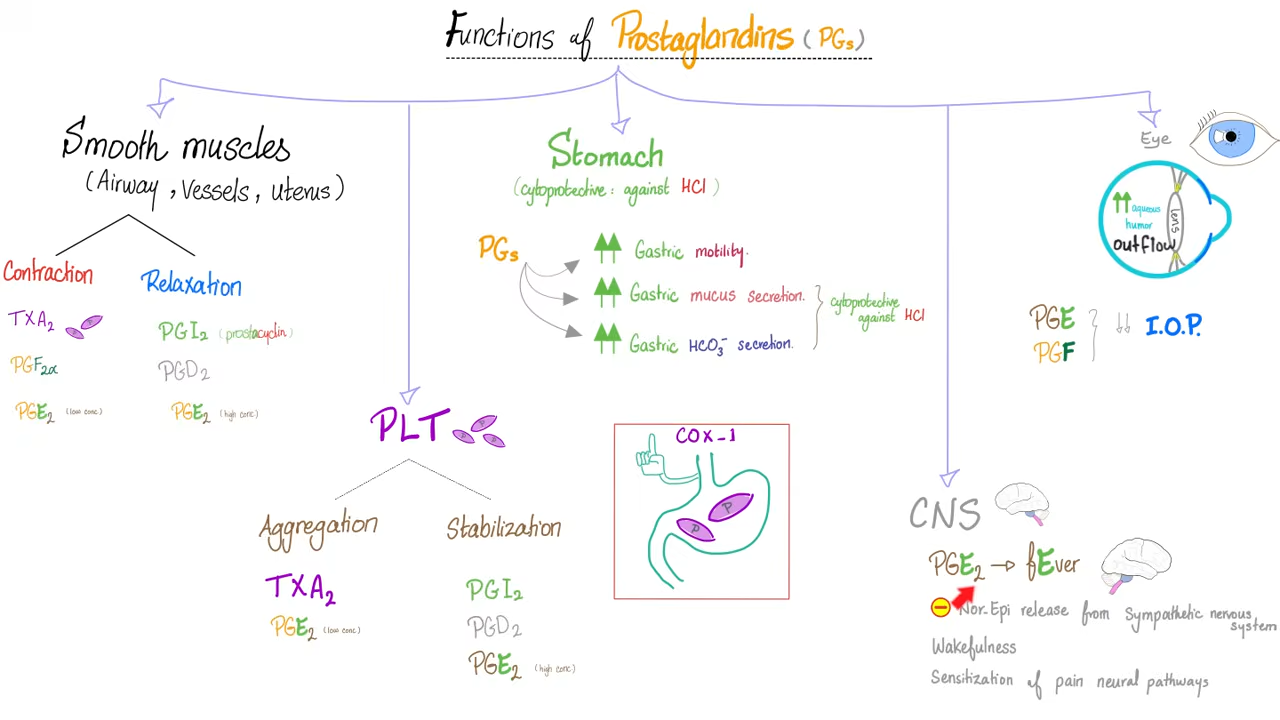 Functions of Prostaglandins (PGs)
Smooth muscles
(Airway, Vessels, uterus)
Contraction
TXA2
PGF2α
PGE2 (low conc.)
Relaxation
PGI2 (prostacyclin)
PGD2
PGE2 (high conc)
PLT
Aggregation
TXA2
PGE2 (low conc)
Stabilization
PGI2
PGD2
PGE2 (high conc)
Stomach
(cytoprotective: against HCl)
PGs
Gastric motility.
Gastric mucus secretion.
Gastric HCO3⁻ secretion.
cytoprotective
against HCl
COX-1
P
P
CNS
PGE2 → fEver
Nor-Epi release from Sympathetic nervous
system
Wakefulness
Sensitization of pain neural pathways
Eye
aqueous
humor
outflow
lens
PGE
PGF
I.O.P.